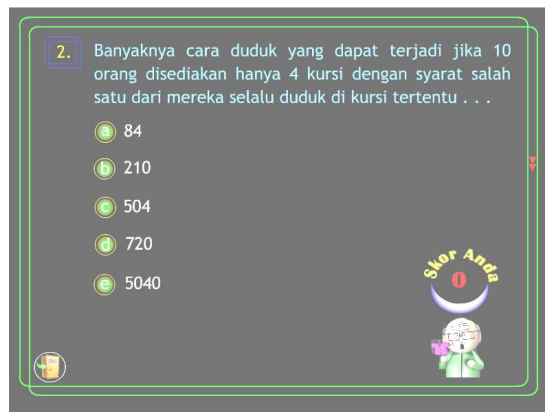 2. Banyaknya cara duduk yang dapat terjadi jika 10
orang disediakan hanya 4 kursi dengan syarat salah
satu dari mereka selalu duduk di kursi tertentu . . .
a 84
b 210
c 504
d 720
e 5040
Skor Anda
0